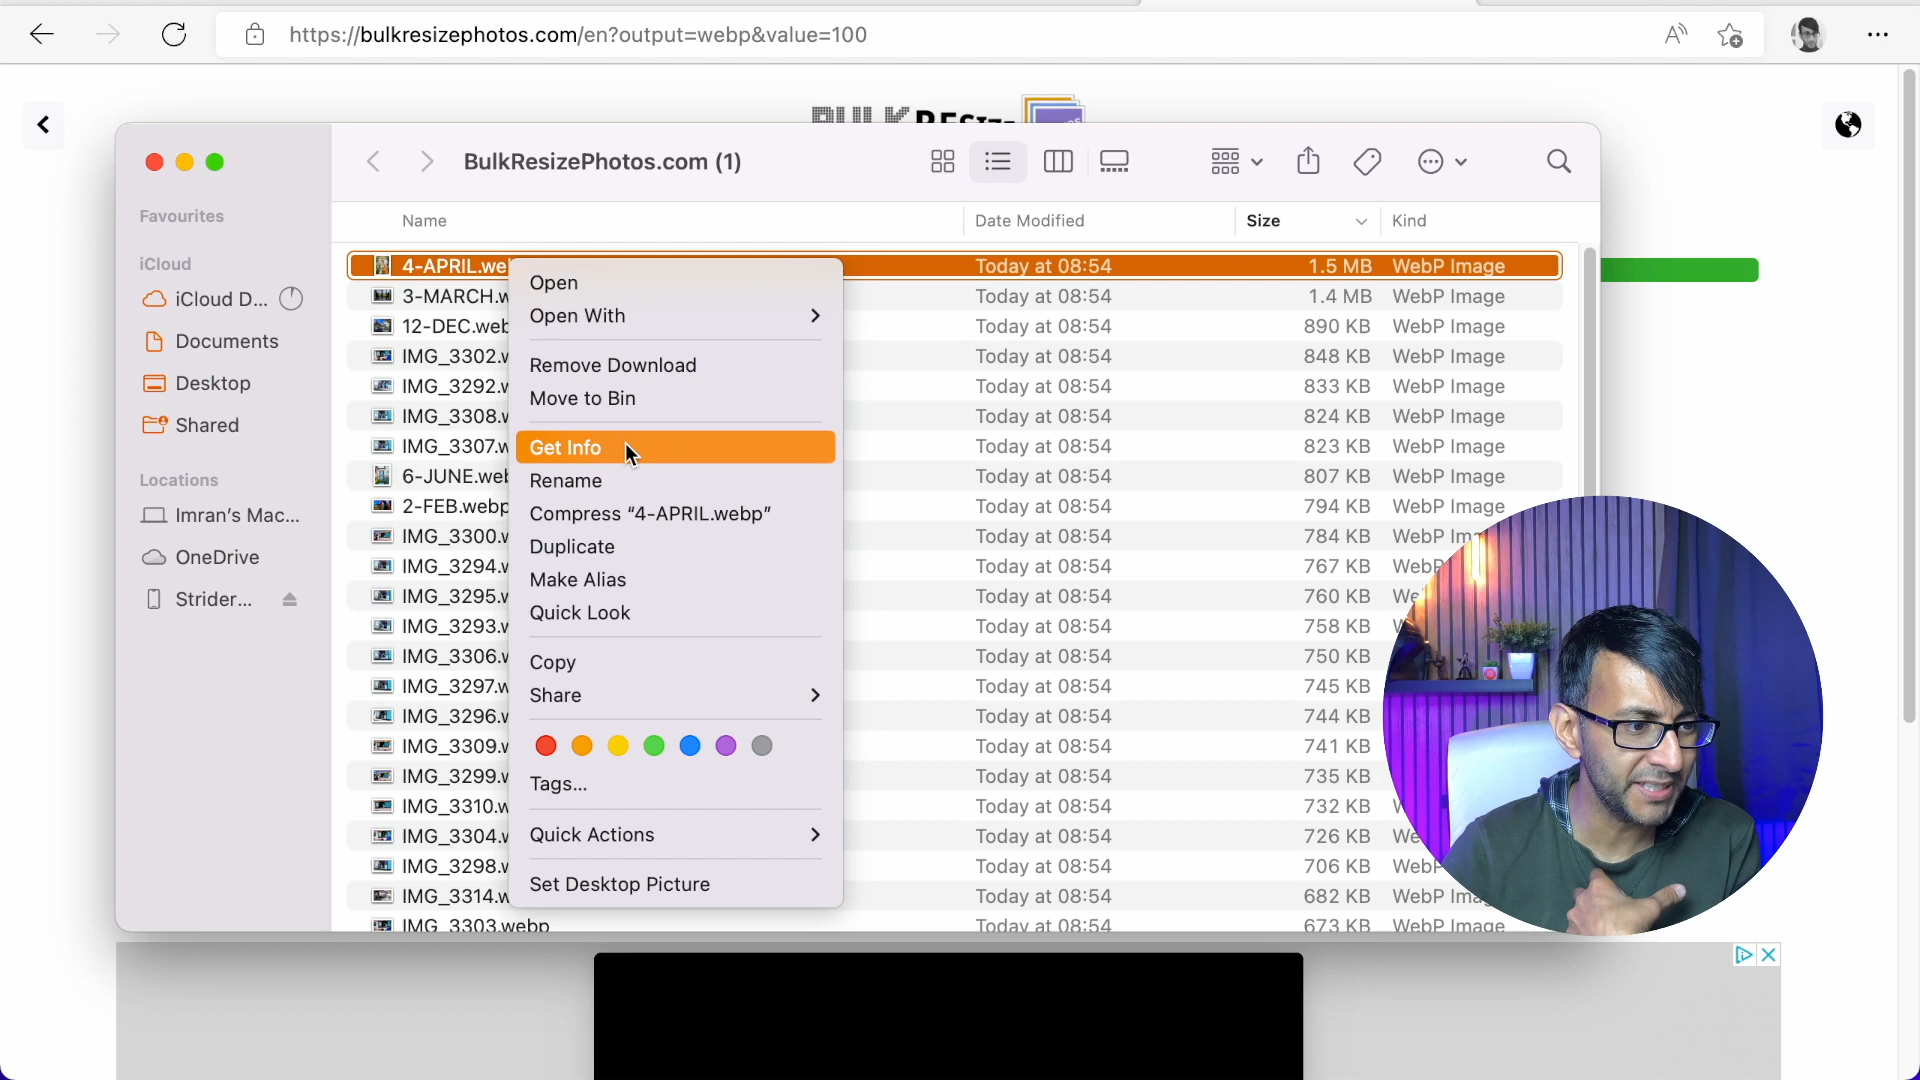 https://bulkresizephotos.com/en?output=webp&value=100
BULK RESIZE
BulkResizePhotos.com (1)
Favourites
iCloud
iCloud D...
Documents
Desktop
Shared
Locations
Imran's Mac...
OneDrive
Strider...
Name Date Modified Size Kind
4-APRIL.we Today at 08:54 1.5 MB WebP Image
3-MARCH.w Today at 08:54 1.4 MB WebP Image
12-DEC.web Today at 08:54 890 KB WebP Image
IMG_3302.w Today at 08:54 848 KB WebP Image
IMG_3292.w Today at 08:54 833 KB WebP Image
IMG_3308.w Today at 08:54 824 KB WebP Image
IMG_3307.w Today at 08:54 823 KB WebP Image
6-JUNE.web Today at 08:54 807 KB WebP Image
2-FEB.webp Today at 08:54 794 KB WebP Image
IMG_3300.w Today at 08:54 784 KB WebP Im
IMG_3294.w Today at 08:54 767 KB WebP
IMG_3295.w Today at 08:54 760 KB We
IMG_3293.w Today at 08:54 758 KB
IMG_3306.w Today at 08:54 750 KB
IMG_3297.w Today at 08:54 745 KB
IMG_3296.w Today at 08:54 744 KB
IMG_3309.w Today at 08:54 741 KB
IMG_3299.w Today at 08:54 735 KB
IMG_3310.w Today at 08:54 732 KB
IMG_3304.w Today at 08:54 726 KB We
IMG_3298.w Today at 08:54 706 KB WebP
IMG_3314.w Today at 08:54 682 KB WebP Ima
IMG_3303.webp Today at 08:54 673 KB WebP Image
Open
Open With
Remove Download
Move to Bin
Get Info
Rename
Compress “4-APRIL.webp”
Duplicate
Make Alias
Quick Look
Copy
Share
Tags...
Quick Actions
Set Desktop Picture